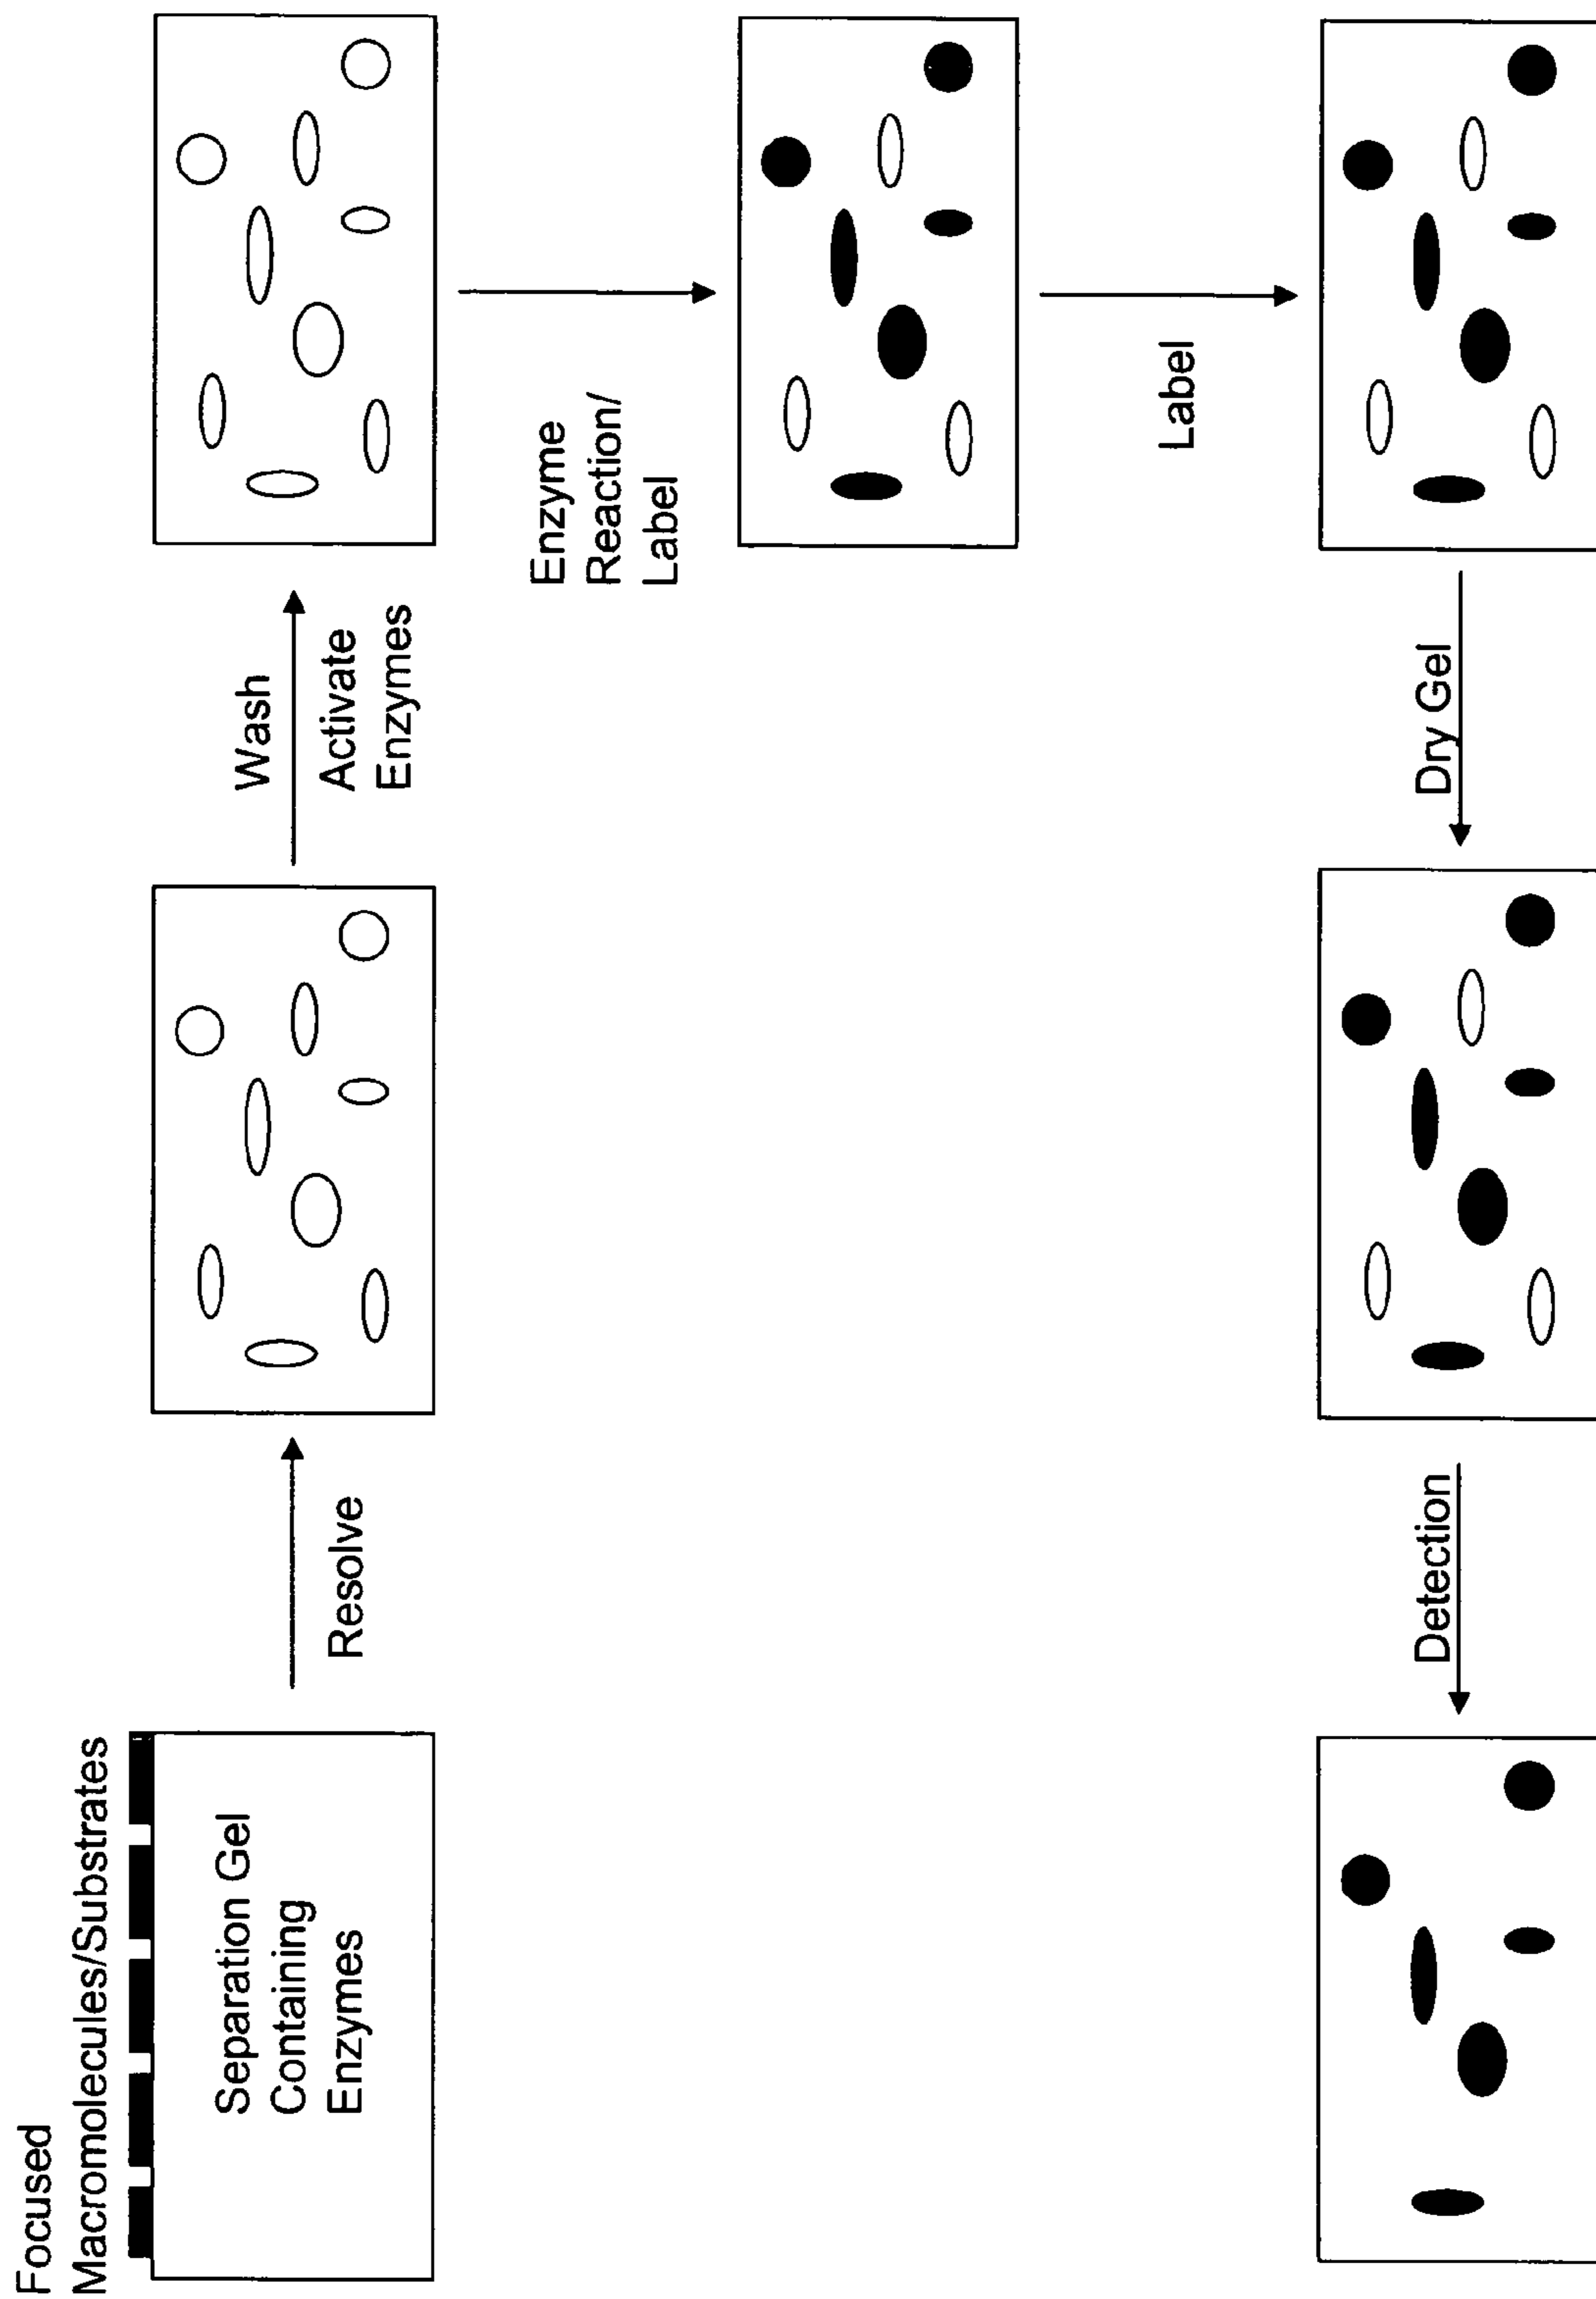 Focused
Macromolecules/Substrates
Separation Gel
Containing
Enzymes
Resolve
Wash
Activate
Enzymes
Enzyme
Reaction/
Label
Label
Dry Gel
Detection